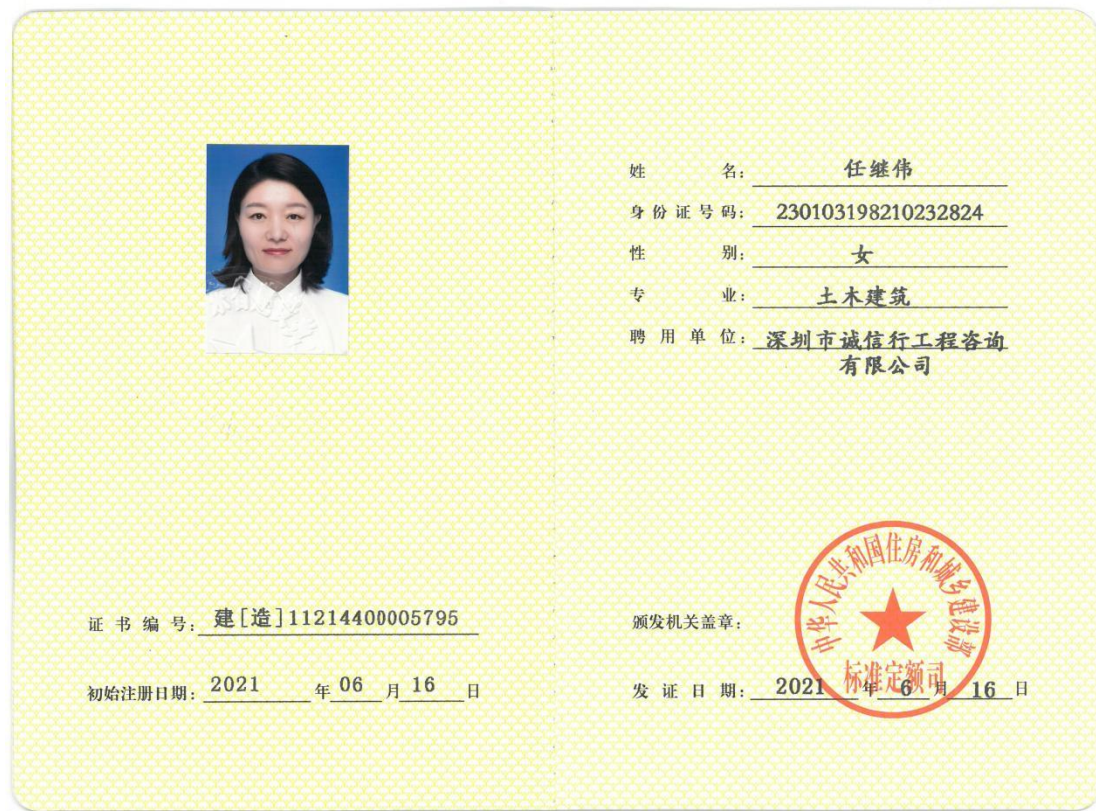 姓名：任继伟
身份证号码：230103198210232824
性别：女
专业：土木建筑
聘用单位：深圳市诚信行工程咨询
有限公司
证书编号：建[造]11214400005795
初始注册日期：2021年06月16日
颁发机关盖章：
中华人民共和国住房和城乡建设部
标准定额司
发证日期：2021年6月16日